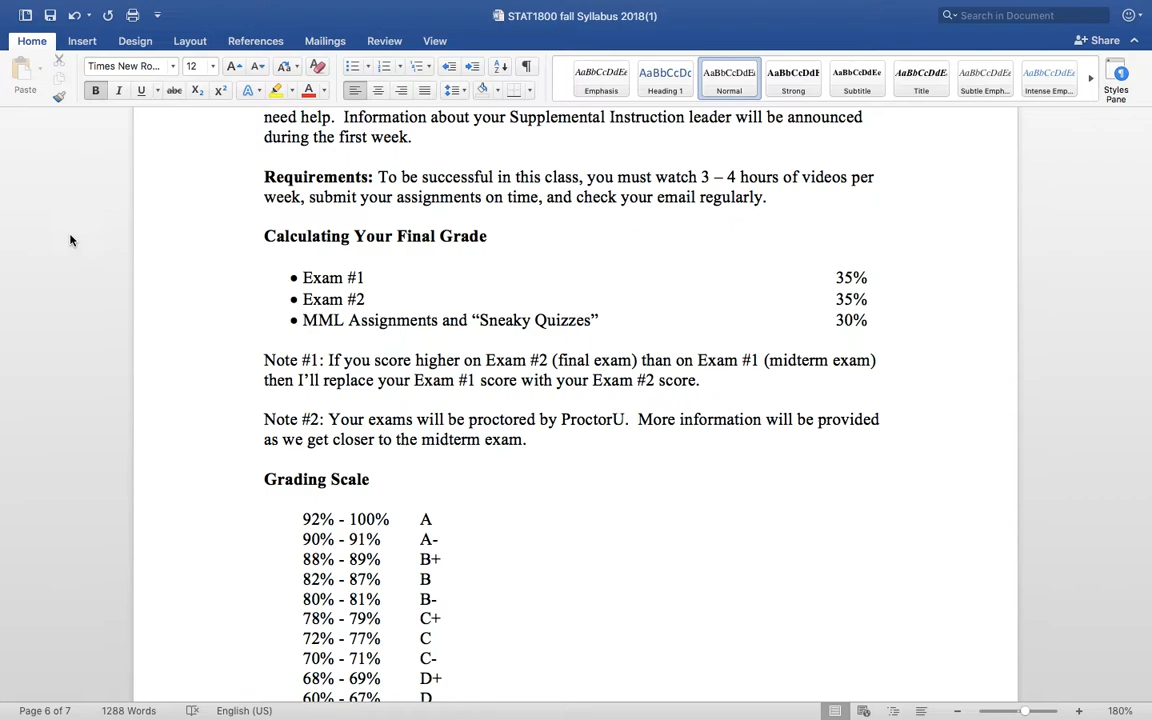 STAT1800 fall Syllabus 2018(1)
Search in Document
Home Insert Design Layout References Mailings Review View
Share
Paste
Times New Ro... 12
B I U abc X₂ X² A A
AaBbCcDdEe AaBbCcDc AaBbCcDdEe AaBbCcDdE AaBbCcDdEe AaBbCcDdE AaBbCcDdEe AaBbCcDdEe
Emphasis Heading 1 Normal Strong Subtitle Title Subtle Emph... Intense Emp... Styles Pane
need help. Information about your Supplemental Instruction leader will be announced
during the first week.
Requirements: To be successful in this class, you must watch 3 – 4 hours of videos per
week, submit your assignments on time, and check your email regularly.
Calculating Your Final Grade
• Exam #1 35%
• Exam #2 35%
• MML Assignments and “Sneaky Quizzes” 30%
Note #1: If you score higher on Exam #2 (final exam) than on Exam #1 (midterm exam)
then I’ll replace your Exam #1 score with your Exam #2 score.
Note #2: Your exams will be proctored by ProctorU. More information will be provided
as we get closer to the midterm exam.
Grading Scale
92% - 100% A
90% - 91% A-
88% - 89% B+
82% - 87% B
80% - 81% B-
78% - 79% C+
72% - 77% C
70% - 71% C-
68% - 69% D+
60% - 67% D
Page 6 of 7 1288 Words English (US) 180%